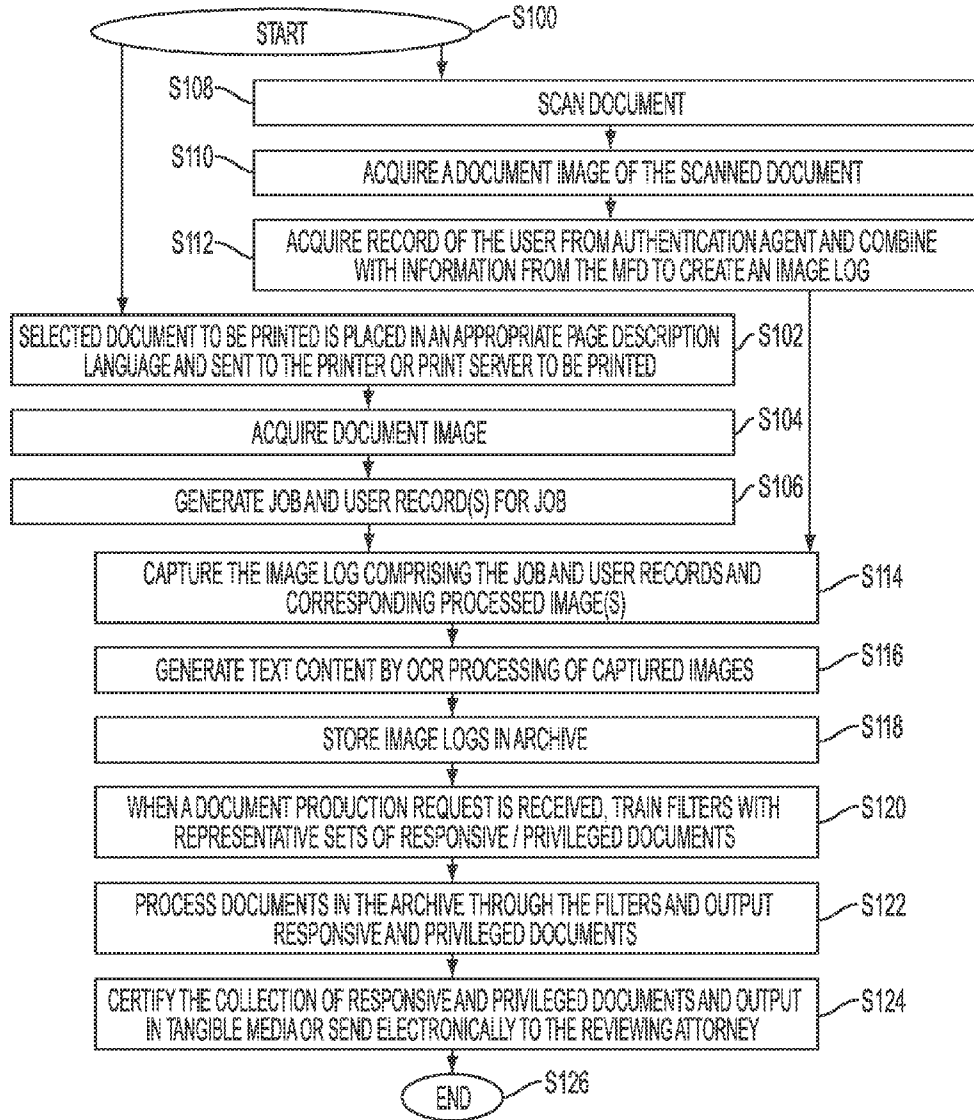 START
S100
S108
SCAN DOCUMENT
S110
ACQUIRE A DOCUMENT IMAGE OF THE SCANNED DOCUMENT
S112
ACQUIRE RECORD OF THE USER FROM AUTHENTICATION AGENT AND COMBINE
WITH INFORMATION FROM THE MFD TO CREATE AN IMAGE LOG
SELECTED DOCUMENT TO BE PRINTED IS PLACED IN AN APPROPRIATE PAGE DESCRIPTION
LANGUAGE AND SENT TO THE PRINTER OR PRINT SERVER TO BE PRINTED
S102
ACQUIRE DOCUMENT IMAGE
S104
GENERATE JOB AND USER RECORD(S) FOR JOB
S106
CAPTURE THE IMAGE LOG COMPRISING THE JOB AND USER RECORDS AND
CORRESPONDING PROCESSED IMAGE(S)
S114
GENERATE TEXT CONTENT BY OCR PROCESSING OF CAPTURED IMAGES
S116
STORE IMAGE LOGS IN ARCHIVE
S118
WHEN A DOCUMENT PRODUCTION REQUEST IS RECEIVED, TRAIN FILTERS WITH
REPRESENTATIVE SETS OF RESPONSIVE / PRIVILEGED DOCUMENTS
S120
PROCESS DOCUMENTS IN THE ARCHIVE THROUGH THE FILTERS AND OUTPUT
RESPONSIVE AND PRIVILEGED DOCUMENTS
S122
CERTIFY THE COLLECTION OF RESPONSIVE AND PRIVILEGED DOCUMENTS AND OUTPUT
IN TANGIBLE MEDIA OR SEND ELECTRONICALLY TO THE REVIEWING ATTORNEY
S124
END
S126